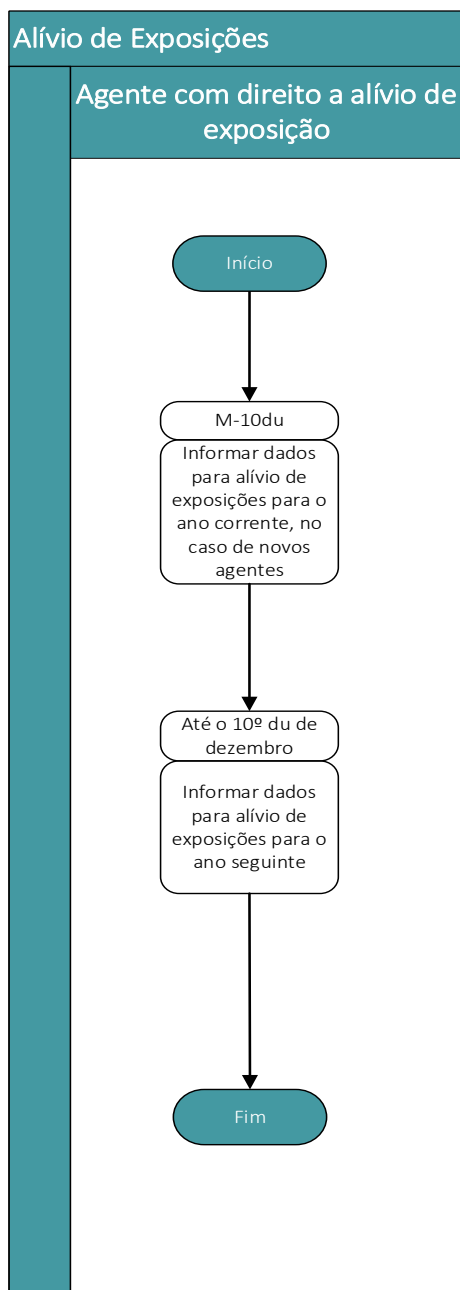 Alívio de Exposições
Agente com direito a alívio de
exposição
Início
M-10du
Informar dados
para alívio de
exposições para o
ano corrente, no
caso de novos
agentes
Até o 10º du de
dezembro
Informar dados
para alívio de
exposições para o
ano seguinte
Fim